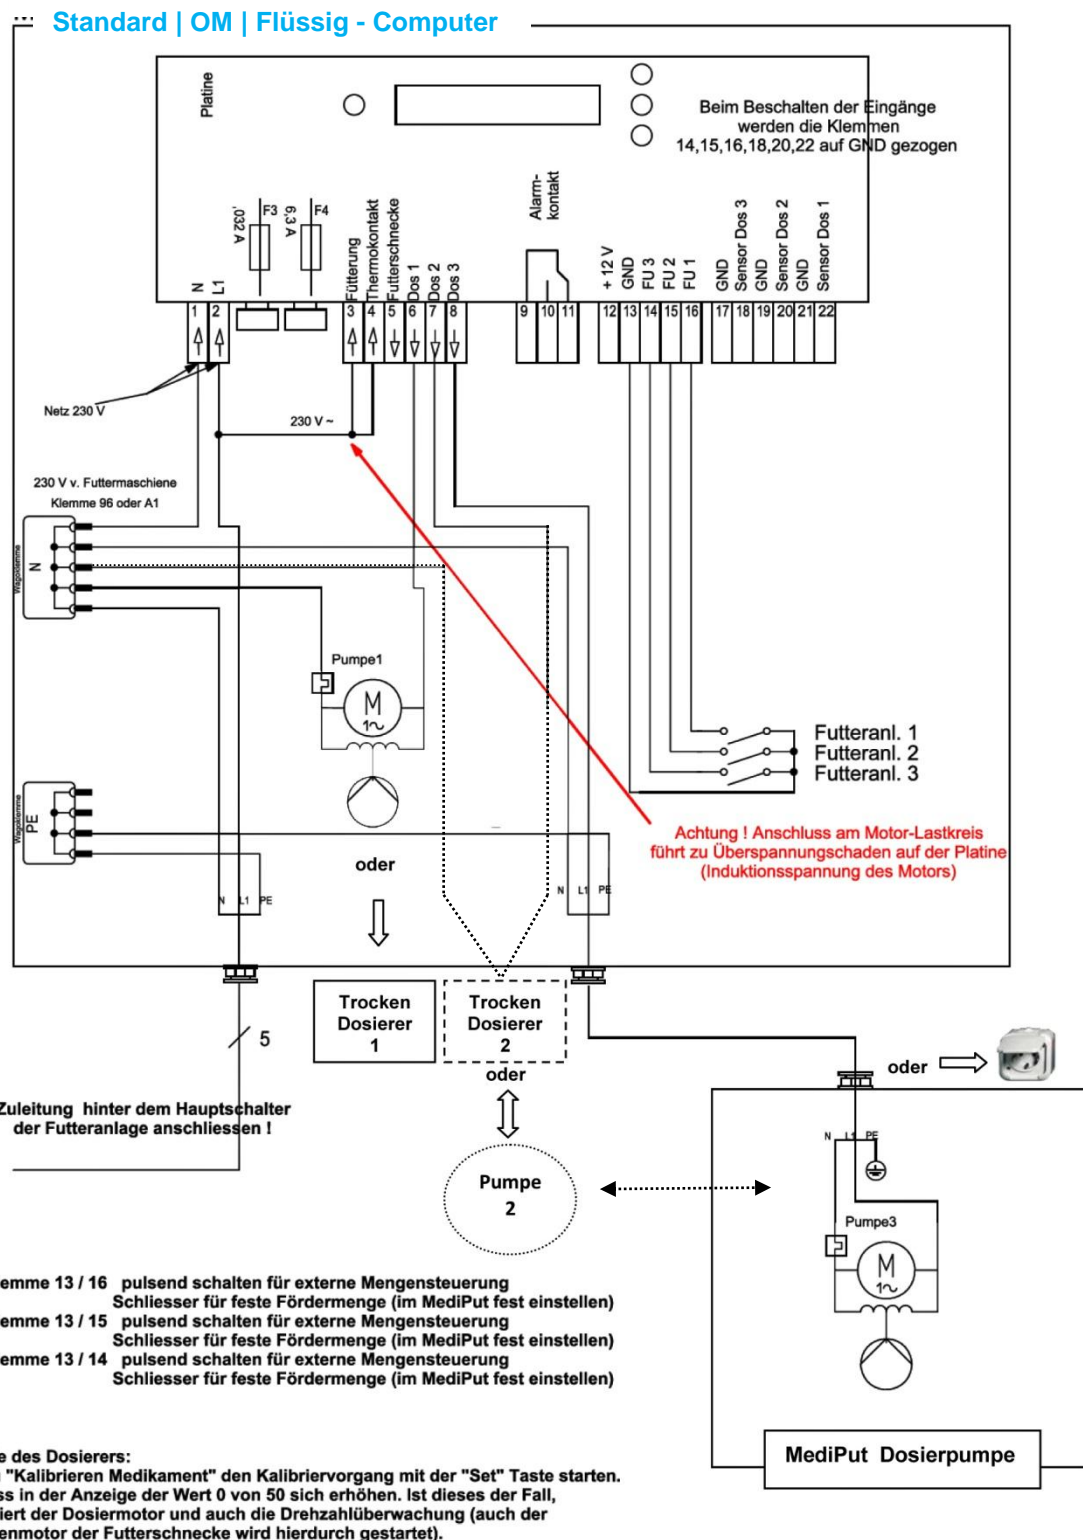 Standard | OM | Flüssig - Computer
Platine
Beim Beschalten der Eingänge
werden die Klemmen
14,15,16,18,20,22 auf GND gezogen
Alarm-
kontakt
,032 A
F3
6,3 A
F4
N
L1
Fütterung
Thermokontakt
Futterschnecke
Dos 1
Dos 2
Dos 3
+ 12 V
GND
FU 3
FU 2
FU 1
GND
Sensor Dos 3
GND
Sensor Dos 2
GND
Sensor Dos 1
1 2 3 4 5 6 7 8 9 10 11 12 13 14 15 16 17 18 19 20 21 22
Netz 230 V
230 V ~
230 V v. Futtermaschiene
Klemme 96 oder A1
Wagoklemme
N
Pumpe1
M
1~
Futteranl. 1
Futteranl. 2
Futteranl. 3
Wagoklemme
PE
Achtung ! Anschluss am Motor-Lastkreis
führt zu Überspannungschaden auf der Platine
(Induktionsspannung des Motors)
oder
N L1 PE
N L1 PE
Trocken
Dosierer
1
Trocken
Dosierer
2
5
oder
oder
Zuleitung hinter dem Hauptschalter
der Futteranlage anschliessen !
N L1 PE
Pumpe
2
Pumpe3
M
1~
emme 13 / 16 pulsend schalten für externe Mengensteuerung
Schliesser für feste Fördermenge (im MediPut fest einstellen)
emme 13 / 15 pulsend schalten für externe Mengensteuerung
Schliesser für feste Fördermenge (im MediPut fest einstellen)
emme 13 / 14 pulsend schalten für externe Mengensteuerung
Schliesser für feste Fördermenge (im MediPut fest einstellen)
MediPut Dosierpumpe
e des Dosierers:
"Kalibrieren Medikament" den Kalibriervorgang mit der "Set" Taste starten.
ss in der Anzeige der Wert 0 von 50 sich erhöhen. Ist dieses der Fall,
iert der Dosiermotor und auch die Drehzahlüberwachung (auch der
enmotor der Futterschnecke wird hierdurch gestartet).